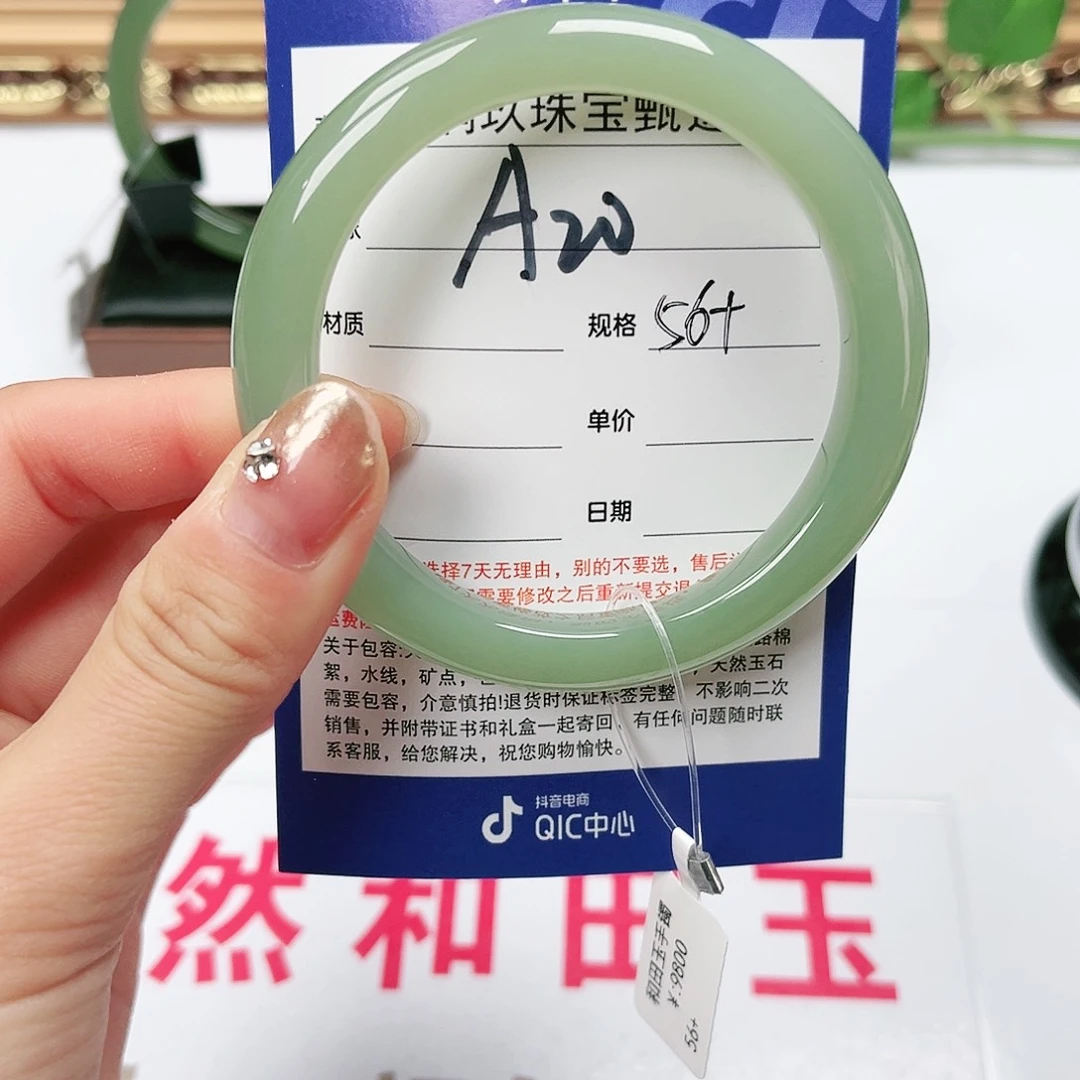 玖珠宝甄选
A20
材质
规格 56+
单价
日期
选择7天无理由，别的不要选，售后
需要修改之后重新提交退
运费
关于包容:
絮，水线，矿点， ，天然玉石
需要包容，介意慎拍!退货时保证标签完整，不影响二次
销售，并附带证书和礼盒一起寄回，有任何问题随时联
系客服，给您解决，祝您购物愉快。
抖音电商
QIC中心
然和田玉
和田玉手镯
¥:9800
56+